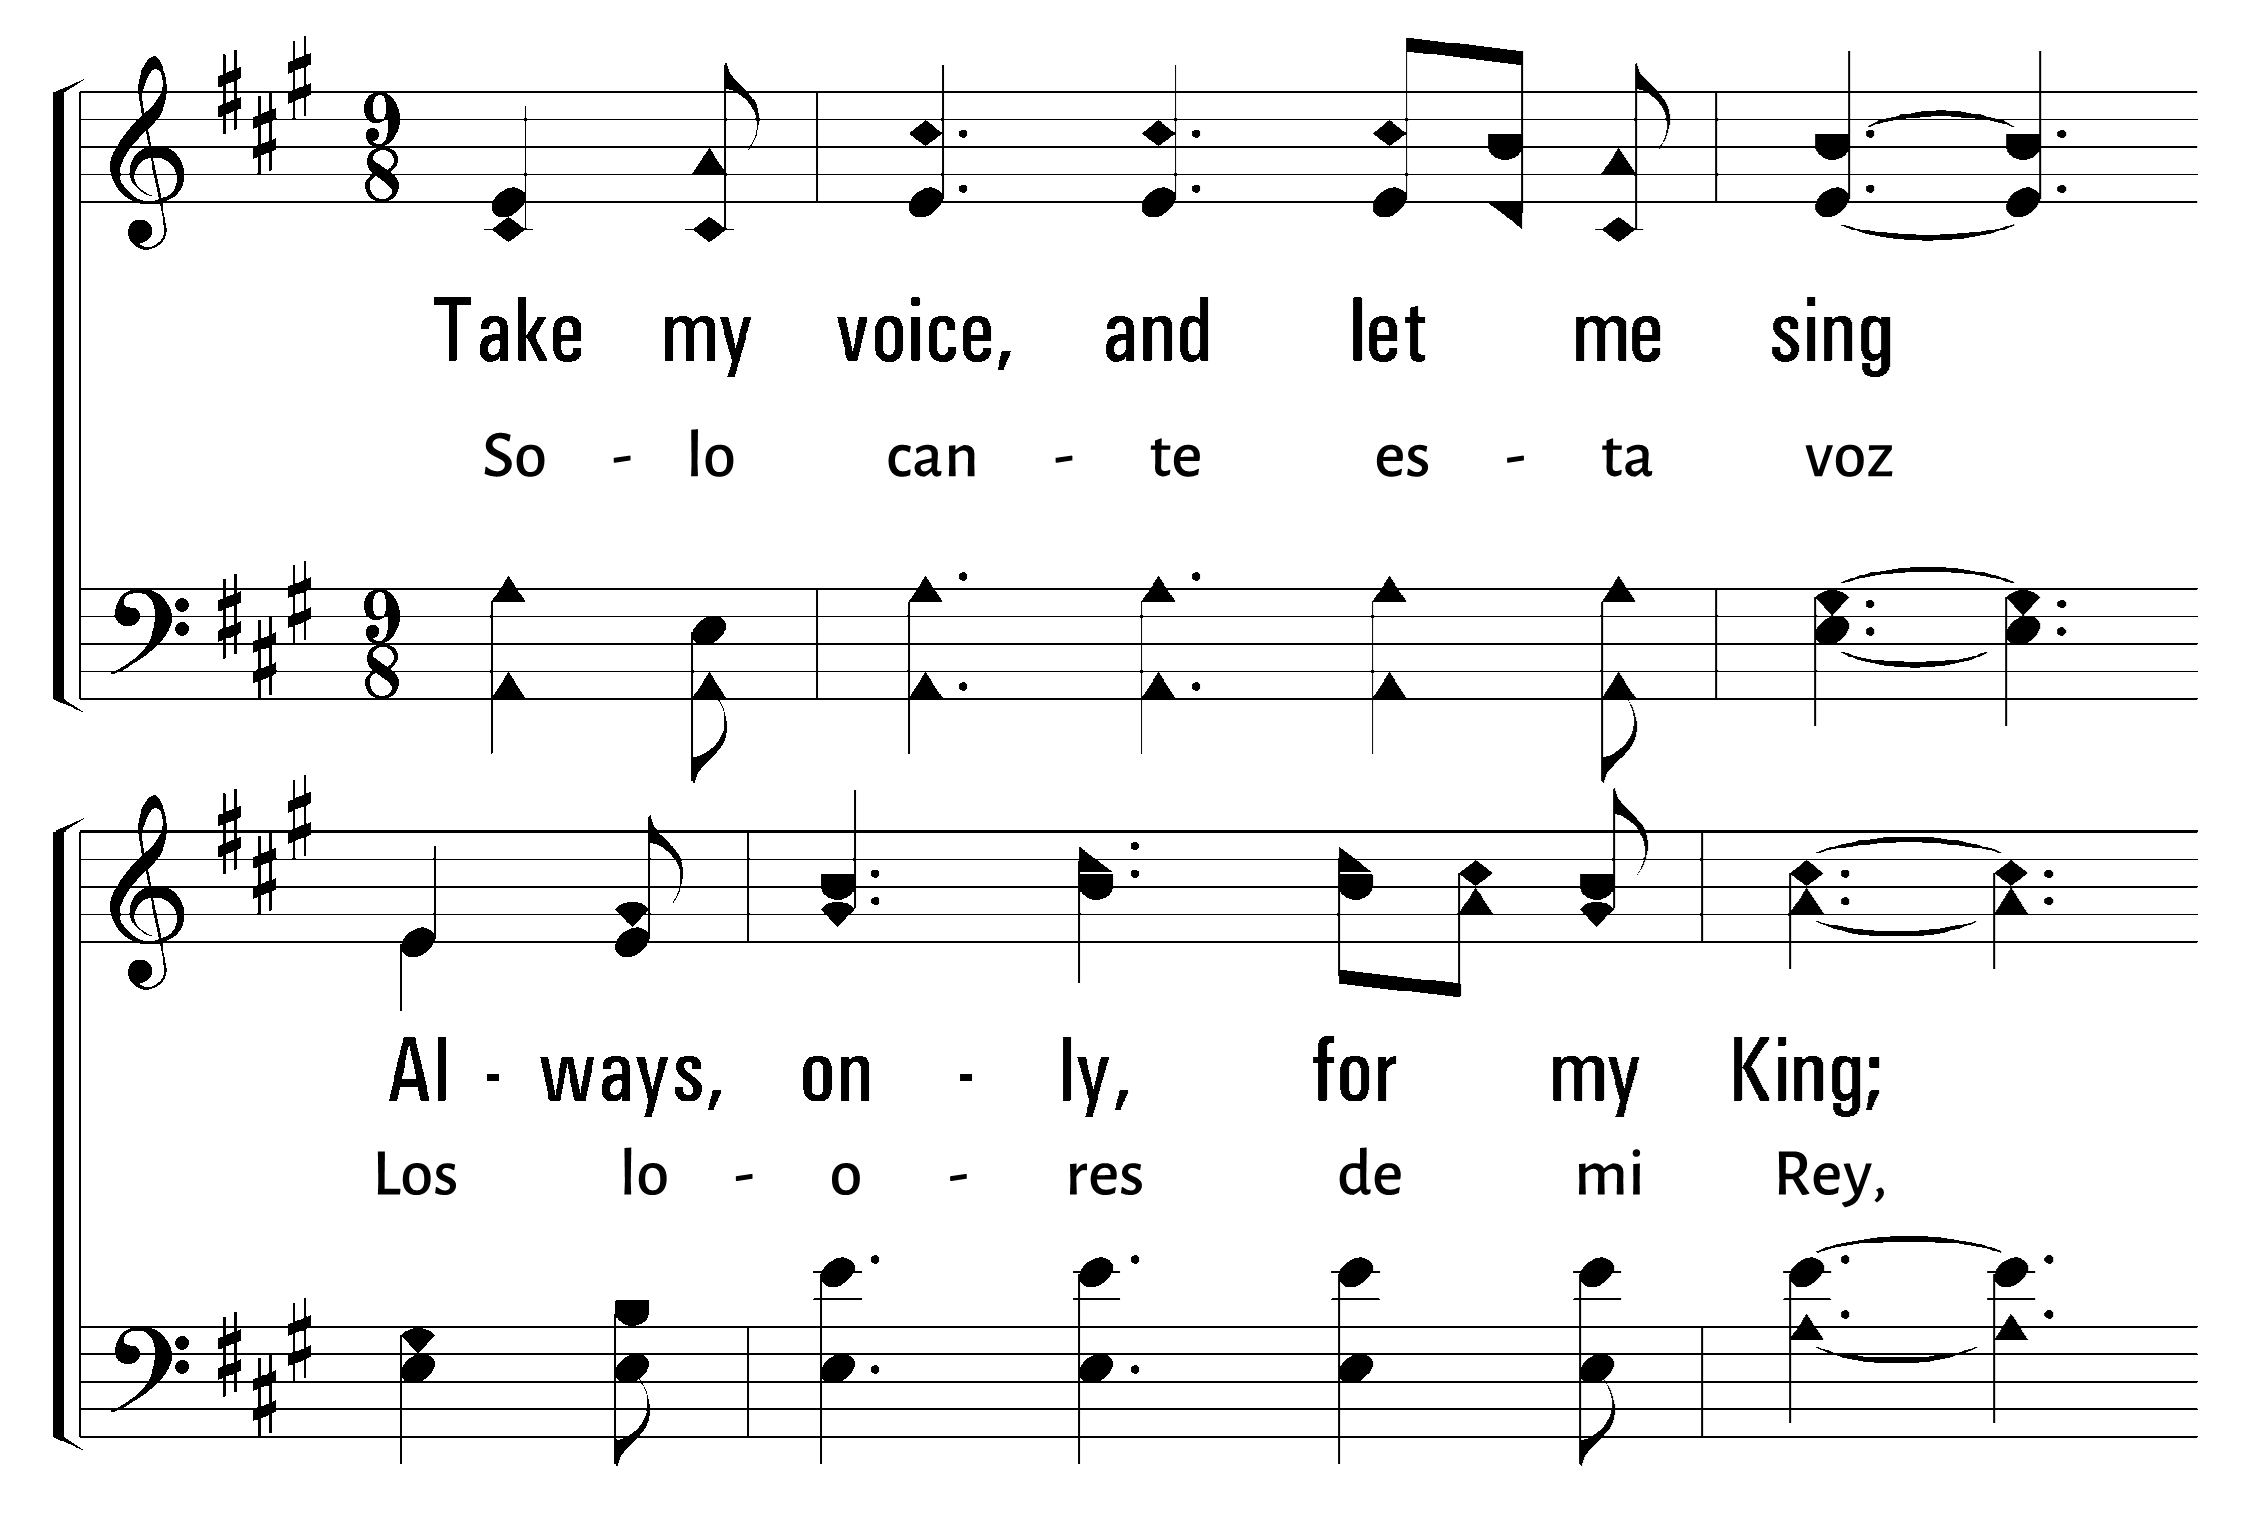 Take my voice, and let me sing
So - lo can - te es - ta voz
Al - ways, on - ly, for my King;
Los lo - o - res de mi Rey,